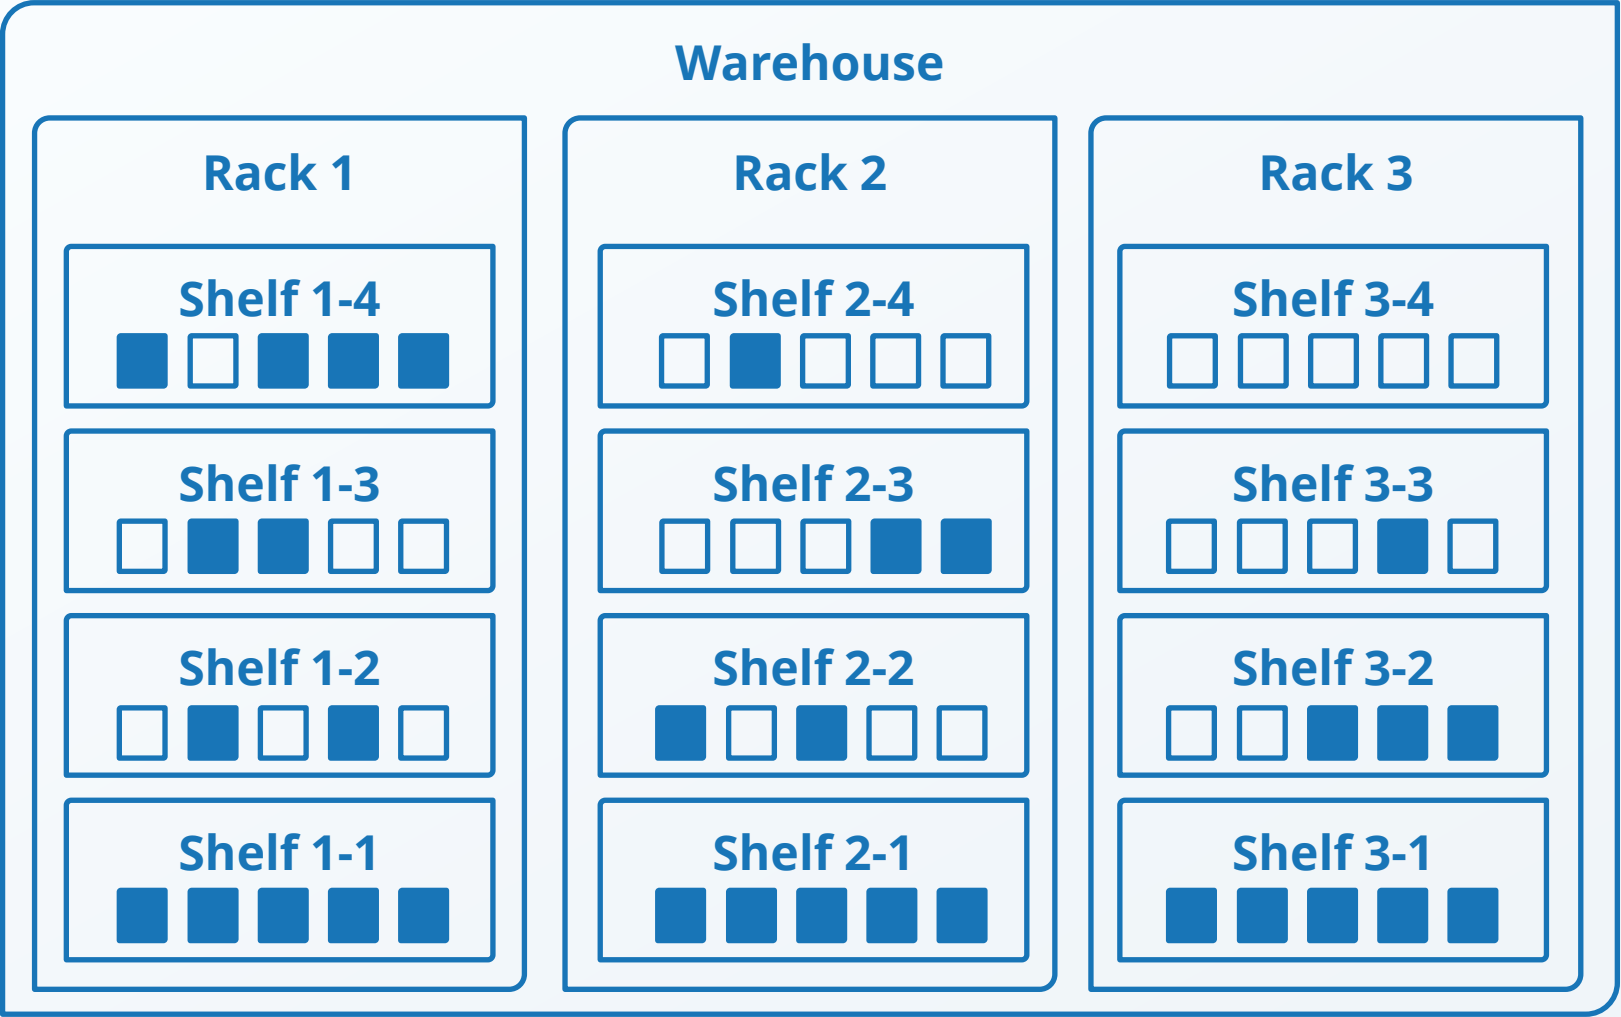 Warehouse
Rack 1
Shelf 1-4
Shelf 1-3
Shelf 1-2
Shelf 1-1
Rack 2
Shelf 2-4
Shelf 2-3
Shelf 2-2
Shelf 2-1
Rack 3
Shelf 3-4
Shelf 3-3
Shelf 3-2
Shelf 3-1